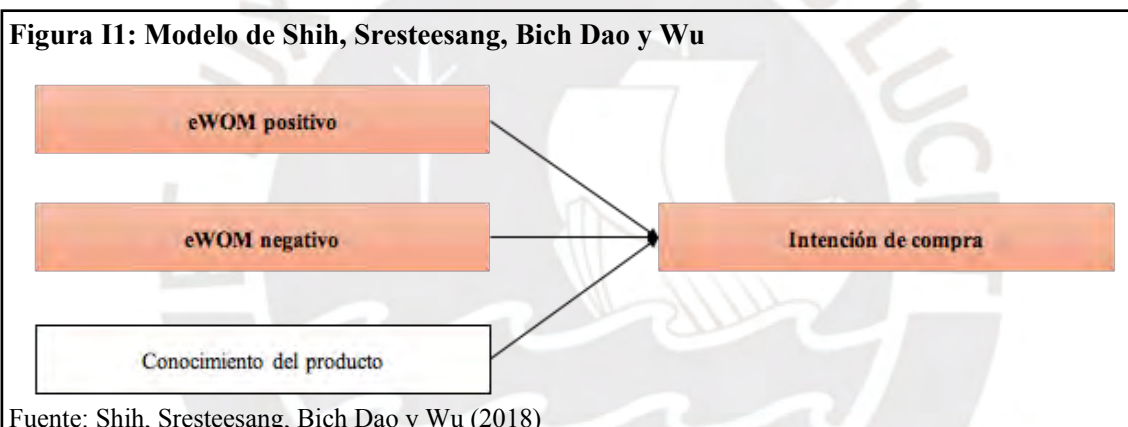 Figura I1: Modelo de Shih, Sresteesang, Bich Dao y Wu
eWOM positivo
eWOM negativo
Intención de compra
Conocimiento del producto
Fuente: Shih, Sresteesang, Bich Dao y Wu (2018)